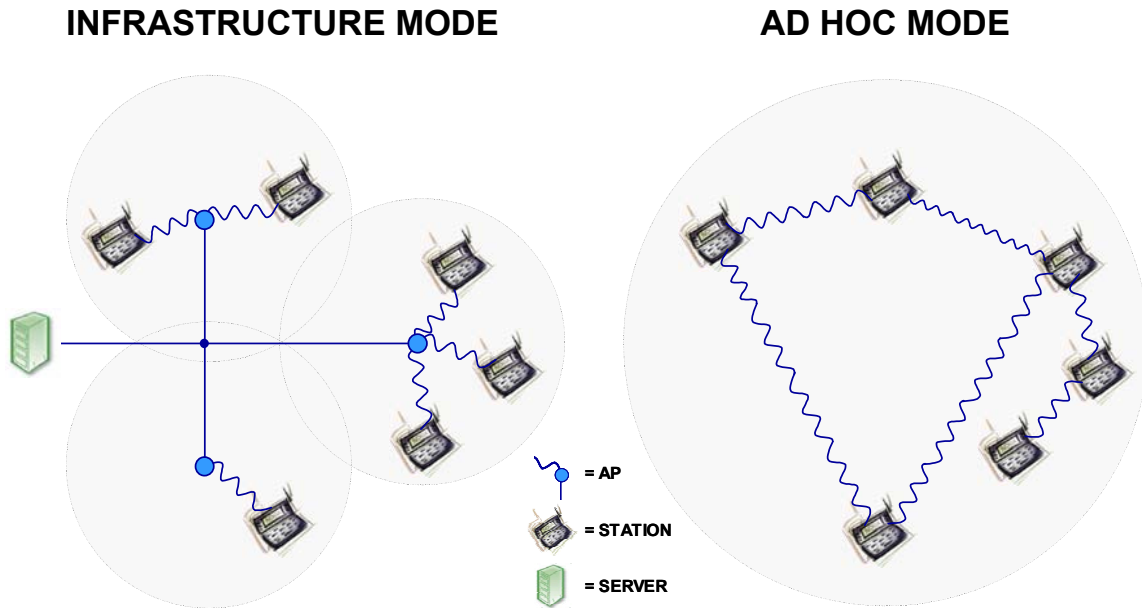 INFRASTRUCTURE MODE
AD HOC MODE
= AP
= STATION
= SERVER